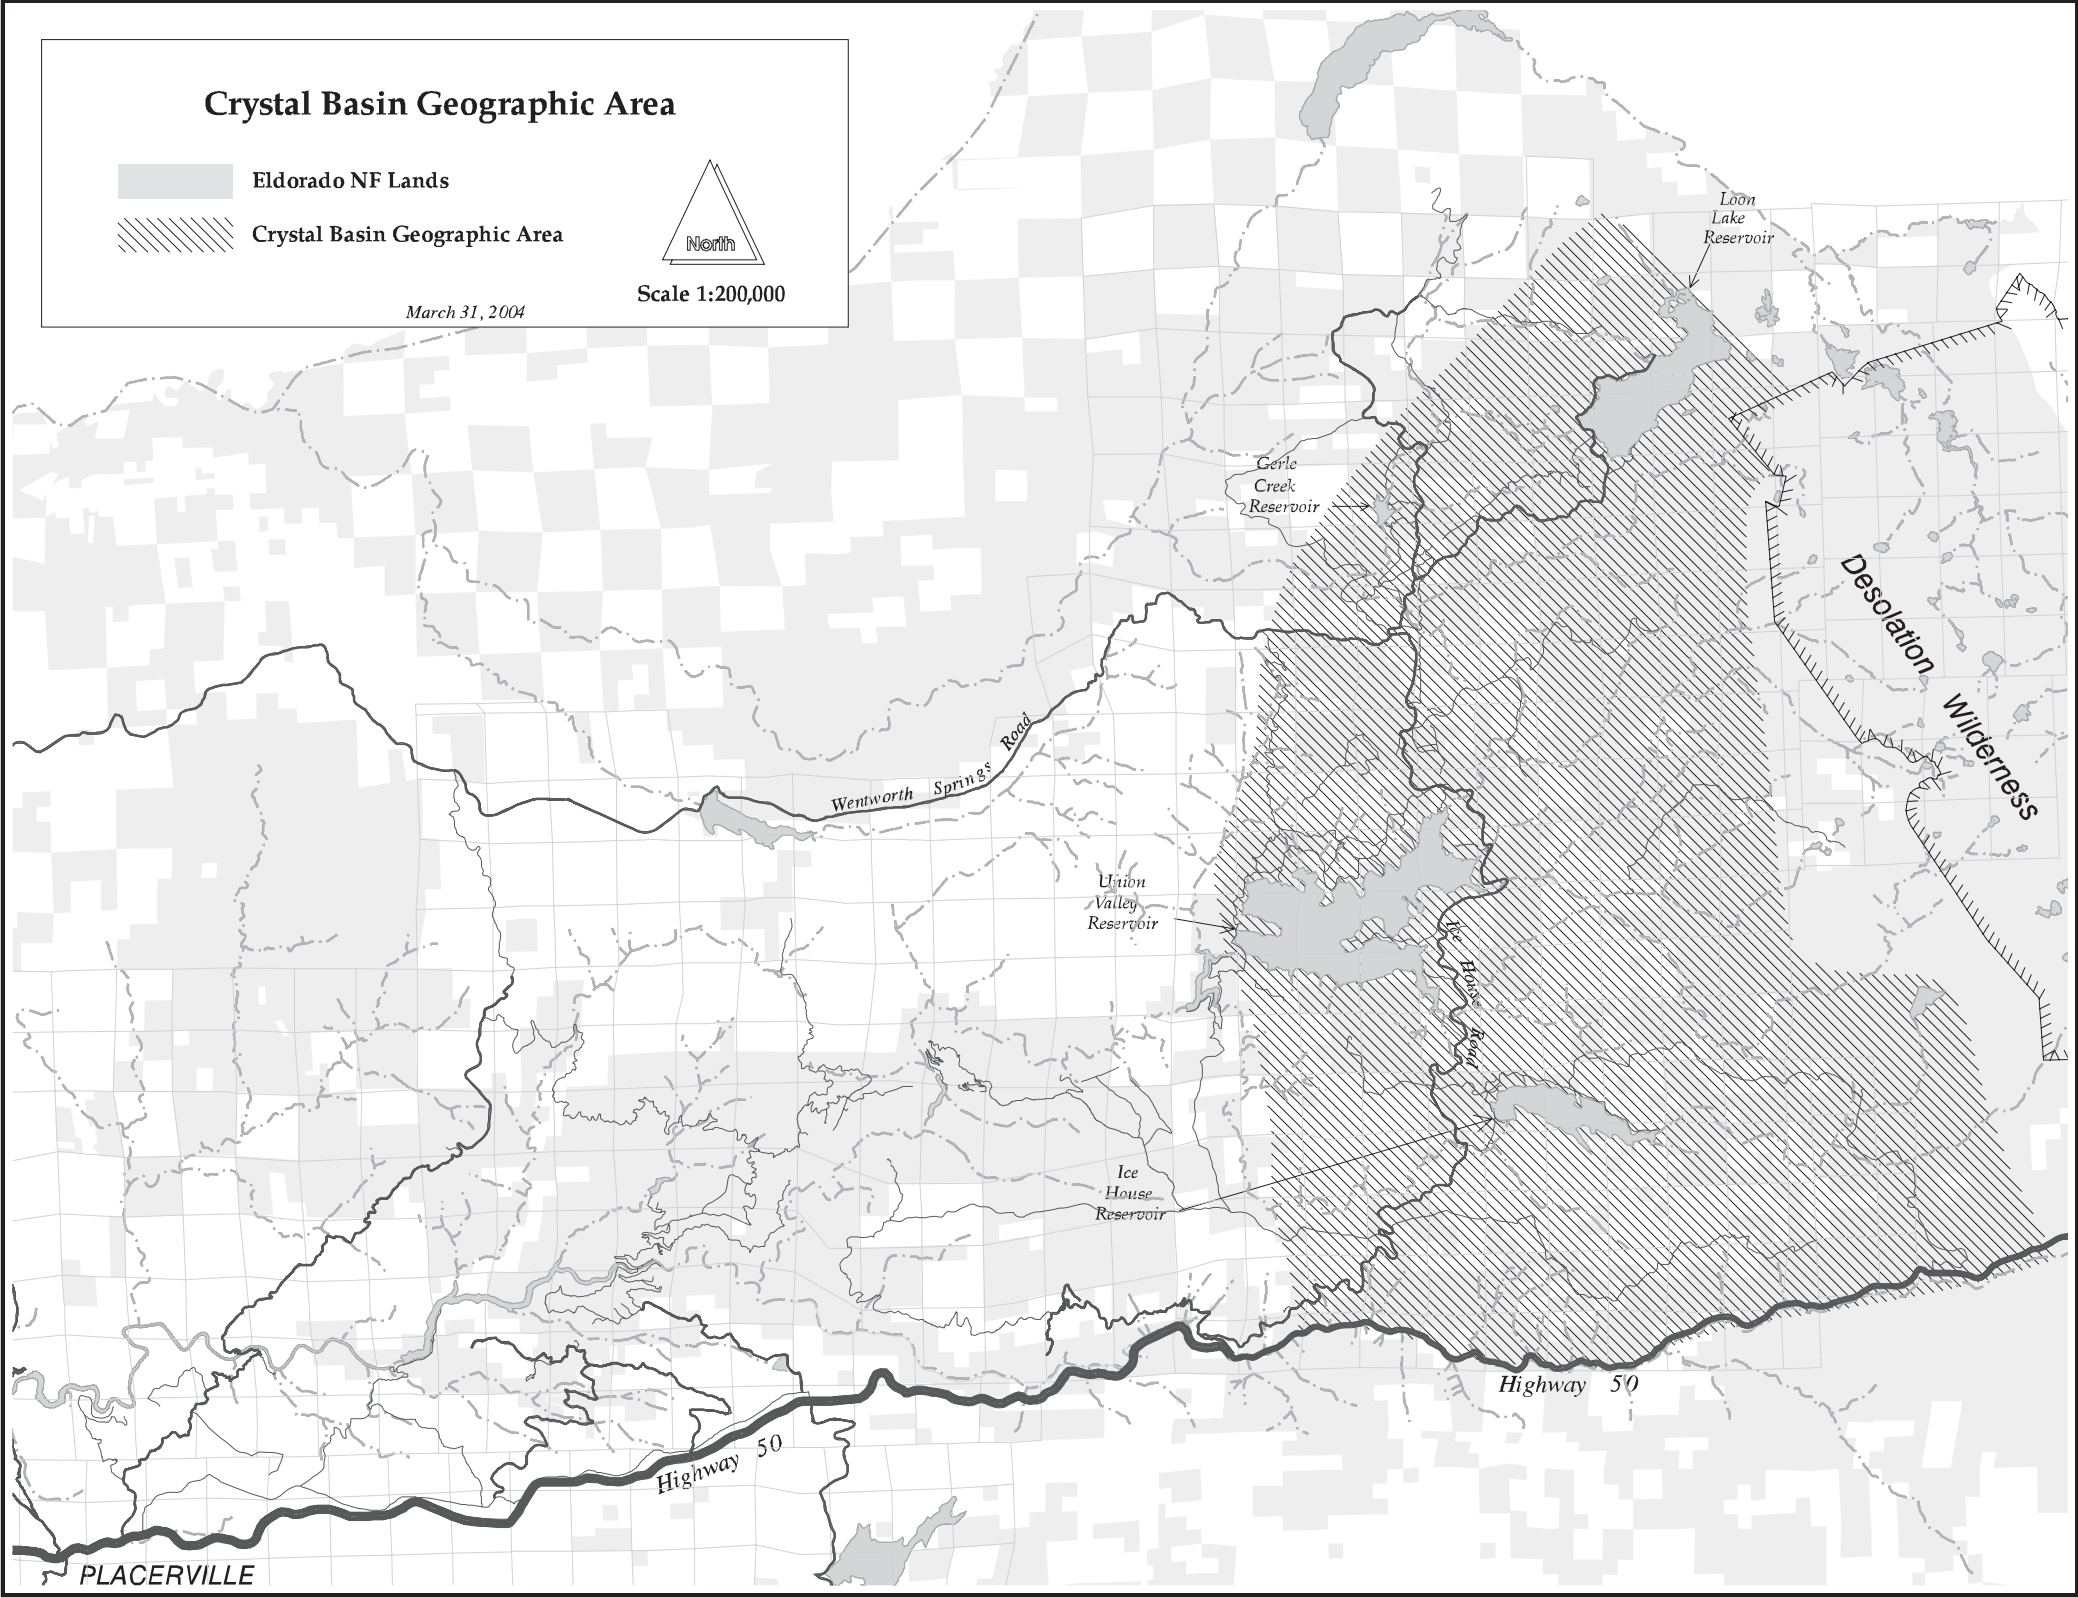 Crystal Basin Geographic Area
Eldorado NF Lands
Crystal Basin Geographic Area
North
Scale 1:200,000
March 31, 2004
Loon
Lake
Reservoir
Gerle
Creek
Reservoir
Desolation Wilderness
Wentworth Springs Road
Union
Valley
Reservoir
Ice House Road
Ice
House
Reservoir
Highway 50
Highway 50
PLACERVILLE